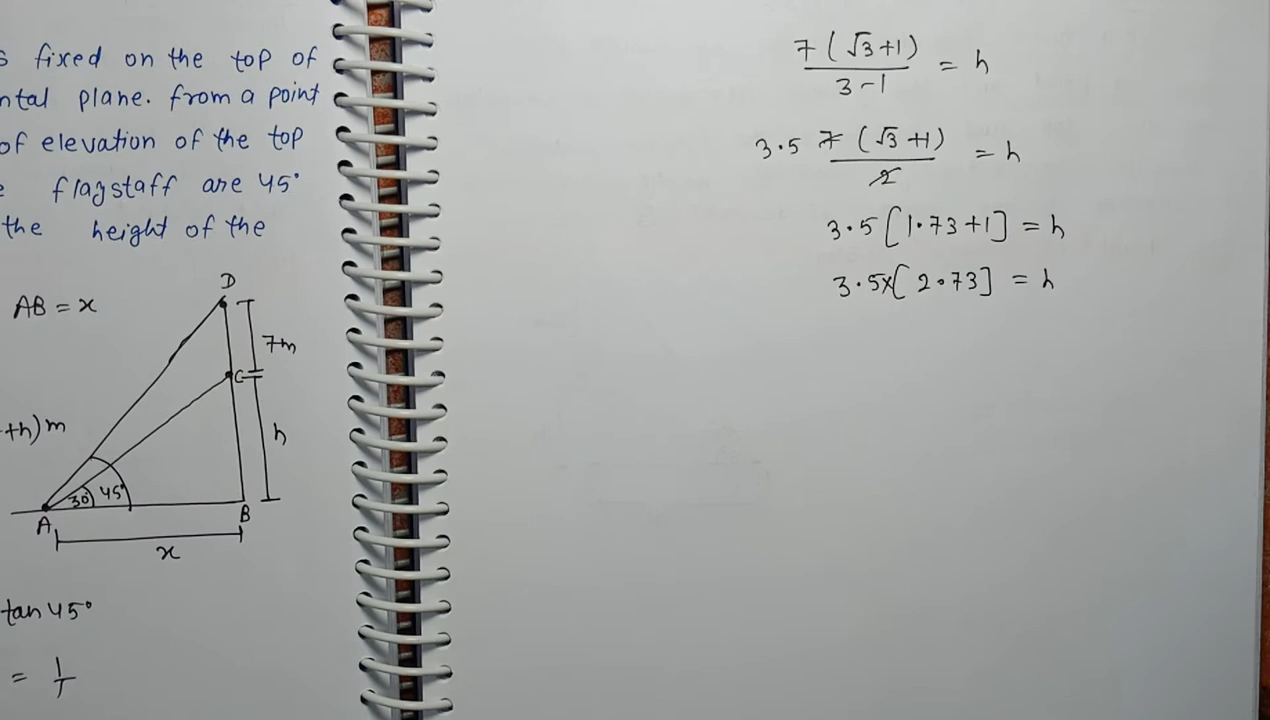 s fixed on the top of
ntal plane. from a point
of elevation of the top
e flagstaff are 45°
the height of the
AB = x
D
7m
C
+h)m
h
30° 45°
A
B
x
tan 45°
= 1/1
7(√3+1)/3-1 = h
3.5 7(√3+1)/2 = h
3.5[1.73+1] = h
3.5x[2.73] = h